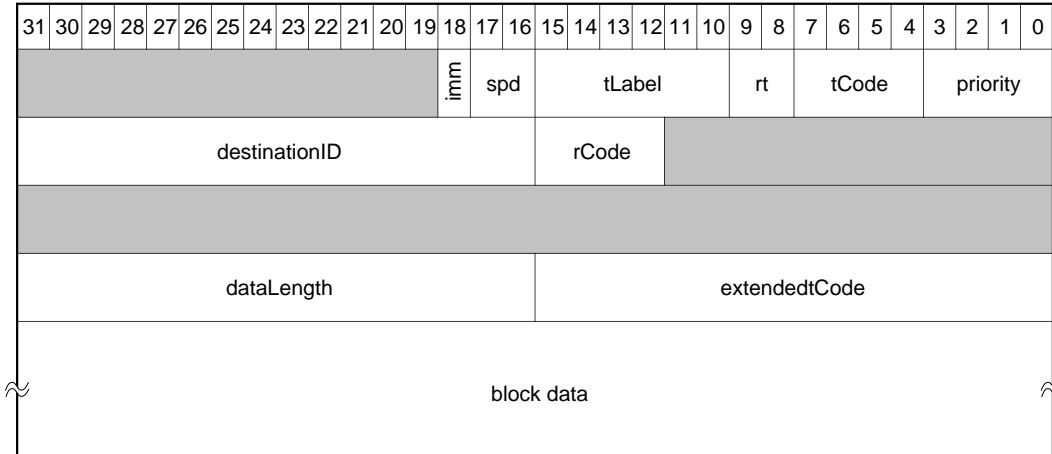 31 30 29 28 27 26 25 24 23 22 21 20 19 18 17 16 15 14 13 12 11 10 9 8 7 6 5 4 3 2 1 0
imm spd tLabel rt tCode priority
destinationID rCode
dataLength extendedtCode
block data